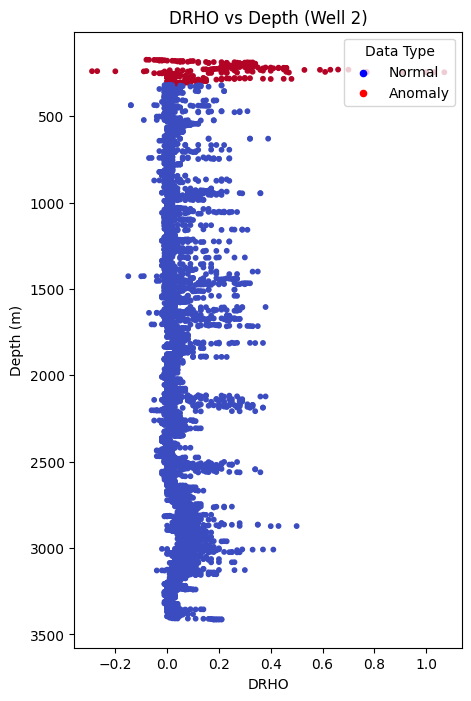 DRHO vs Depth (Well 2)
Data Type
Normal
Anomaly
500
1000
1500
2000
2500
3000
3500
Depth (m)
−0.2 0.0 0.2 0.4 0.6 0.8 1.0
DRHO